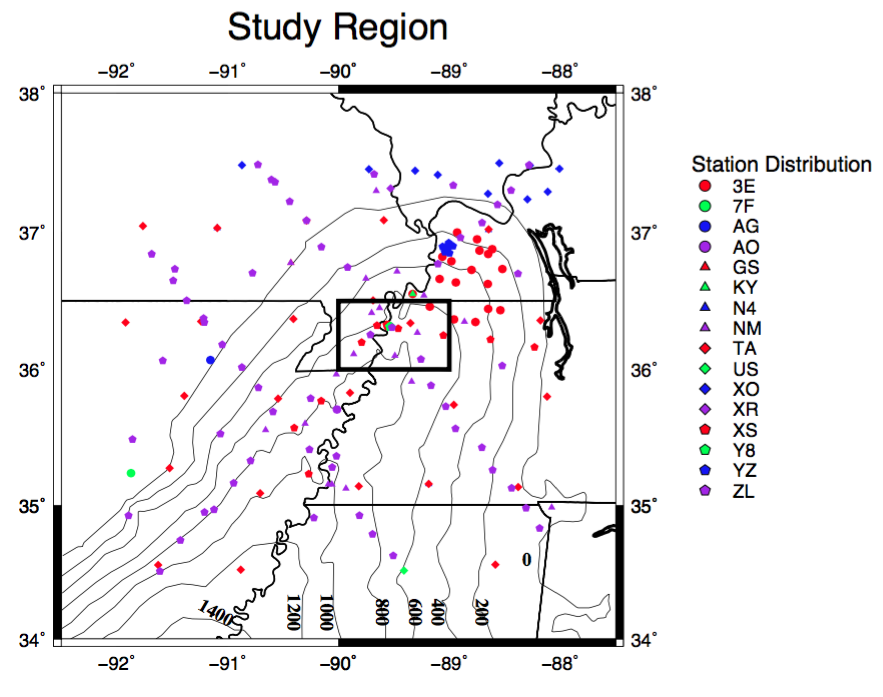 Study Region
−92˚ −91˚ −90˚ −89˚ −88˚
38˚ 38˚
37˚ 37˚
36˚ 36˚
35˚ 35˚
34˚ 34˚
−92˚ −91˚ −90˚ −89˚ −88˚
1400 1200 1000 800 600 400 200 0
Station Distribution
3E
7F
AG
AO
GS
KY
N4
NM
TA
US
XO
XR
XS
Y8
YZ
ZL